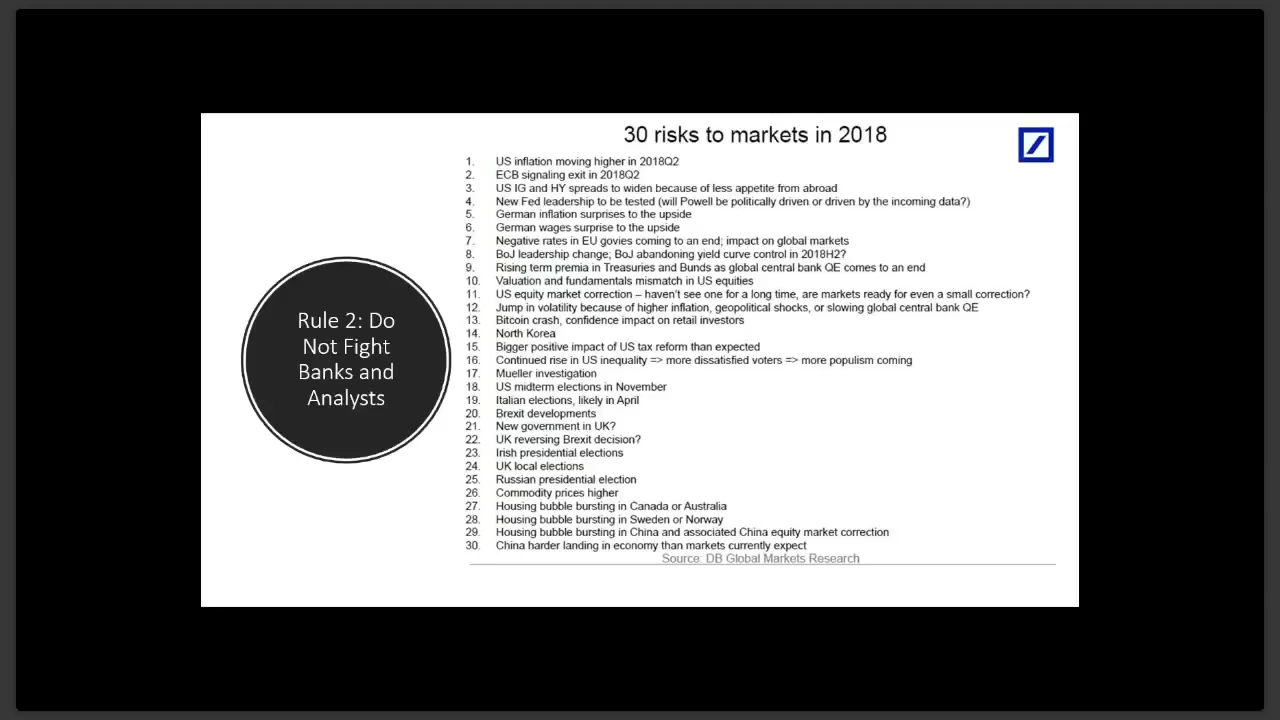 Rule 2: Do
Not Fight
Banks and
Analysts
30 risks to markets in 2018
1. US inflation moving higher in 2018Q2
2. ECB signaling exit in 2018Q2
3. US IG and HY spreads to widen because of less appetite from abroad
4. New Fed leadership to be tested (will Powell be politically driven or driven by the incoming data?)
5. German inflation surprises to the upside
6. German wages surprise to the upside
7. Negative rates in EU govies coming to an end; impact on global markets
8. BoJ leadership change; BoJ abandoning yield curve control in 2018H2?
9. Rising term premia in Treasuries and Bunds as global central bank QE comes to an end
10. Valuation and fundamentals mismatch in US equities
11. US equity market correction – haven't see one for a long time, are markets ready for even a small correction?
12. Jump in volatility because of higher inflation, geopolitical shocks, or slowing global central bank QE
13. Bitcoin crash, confidence impact on retail investors
14. North Korea
15. Bigger positive impact of US tax reform than expected
16. Continued rise in US inequality => more dissatisfied voters => more populism coming
17. Mueller investigation
18. US midterm elections in November
19. Italian elections, likely in April
20. Brexit developments
21. New government in UK?
22. UK reversing Brexit decision?
23. Irish presidential elections
24. UK local elections
25. Russian presidential election
26. Commodity prices higher
27. Housing bubble bursting in Canada or Australia
28. Housing bubble bursting in Sweden or Norway
29. Housing bubble bursting in China and associated China equity market correction
30. China harder landing in economy than markets currently expect
Source: DB Global Markets Research